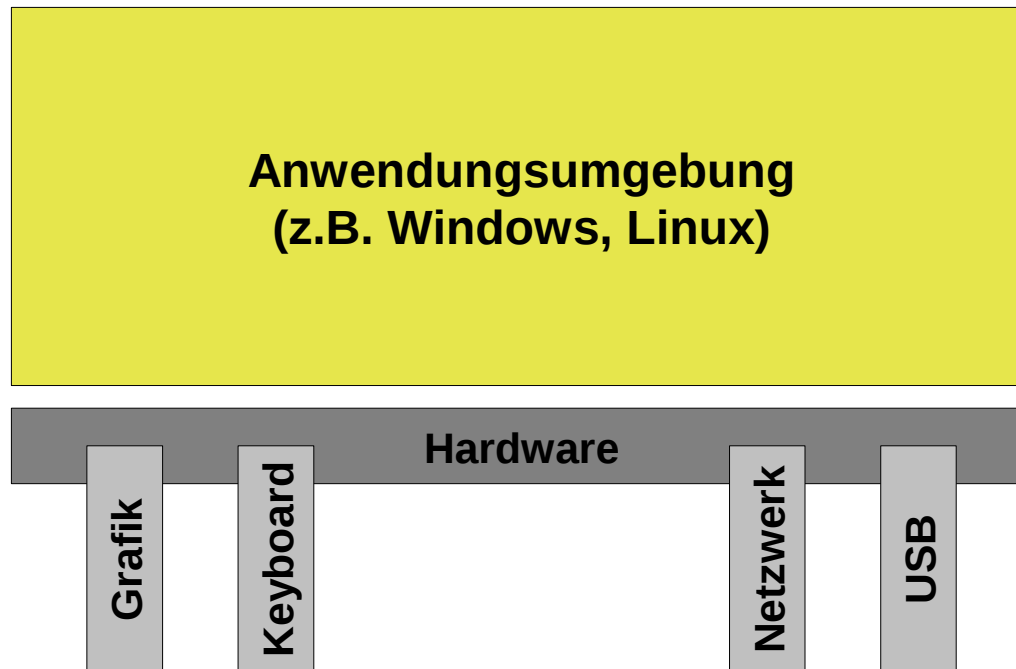 Anwendungsumgebung
(z.B. Windows, Linux)
Hardware
Grafik
Keyboard
Netzwerk
USB